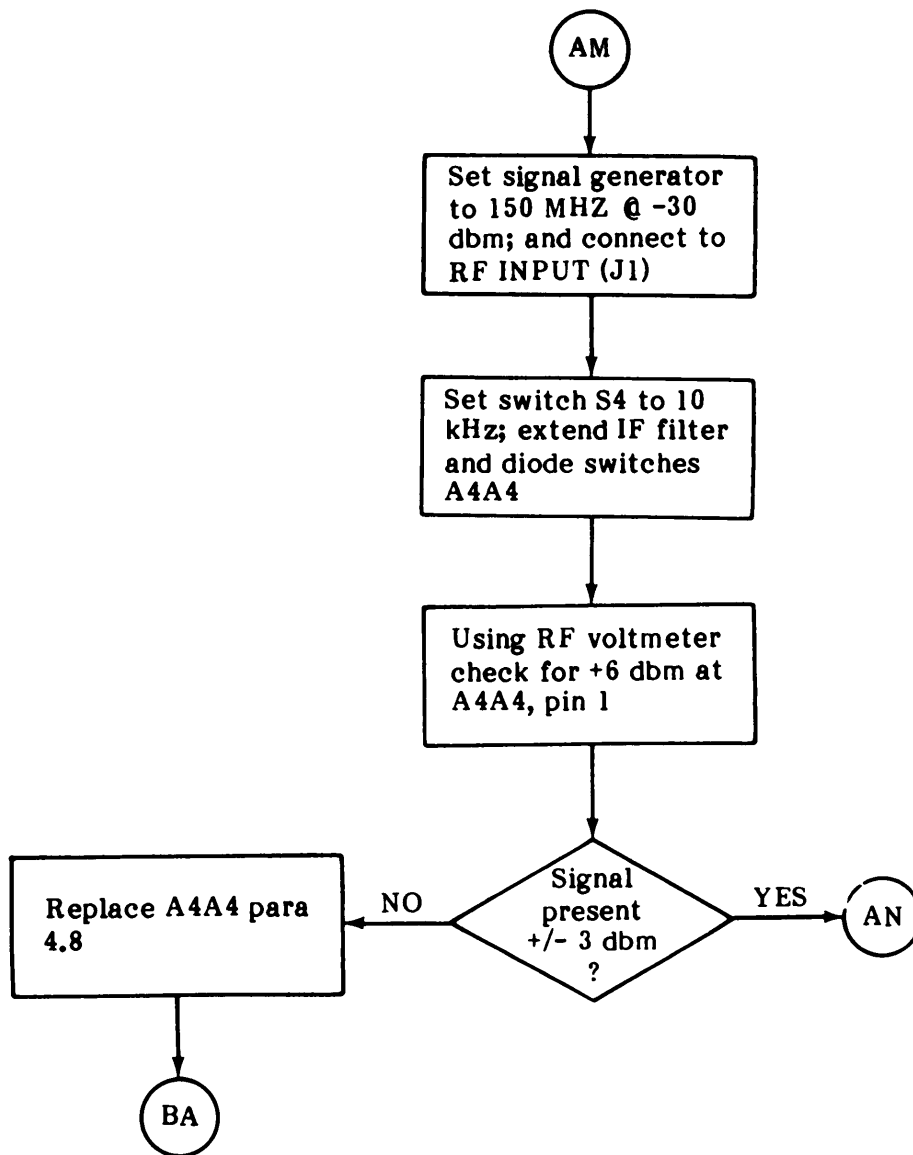 AM
Set signal generator
to 150 MHZ @ -30
dbm; and connect to
RF INPUT (J1)
Set switch S4 to 10
kHz; extend IF filter
and diode switches
A4A4
Using RF voltmeter
check for +6 dbm at
A4A4, pin 1
Signal
present
+/- 3 dbm
?
NO
YES
Replace A4A4 para
4.8
AN
BA